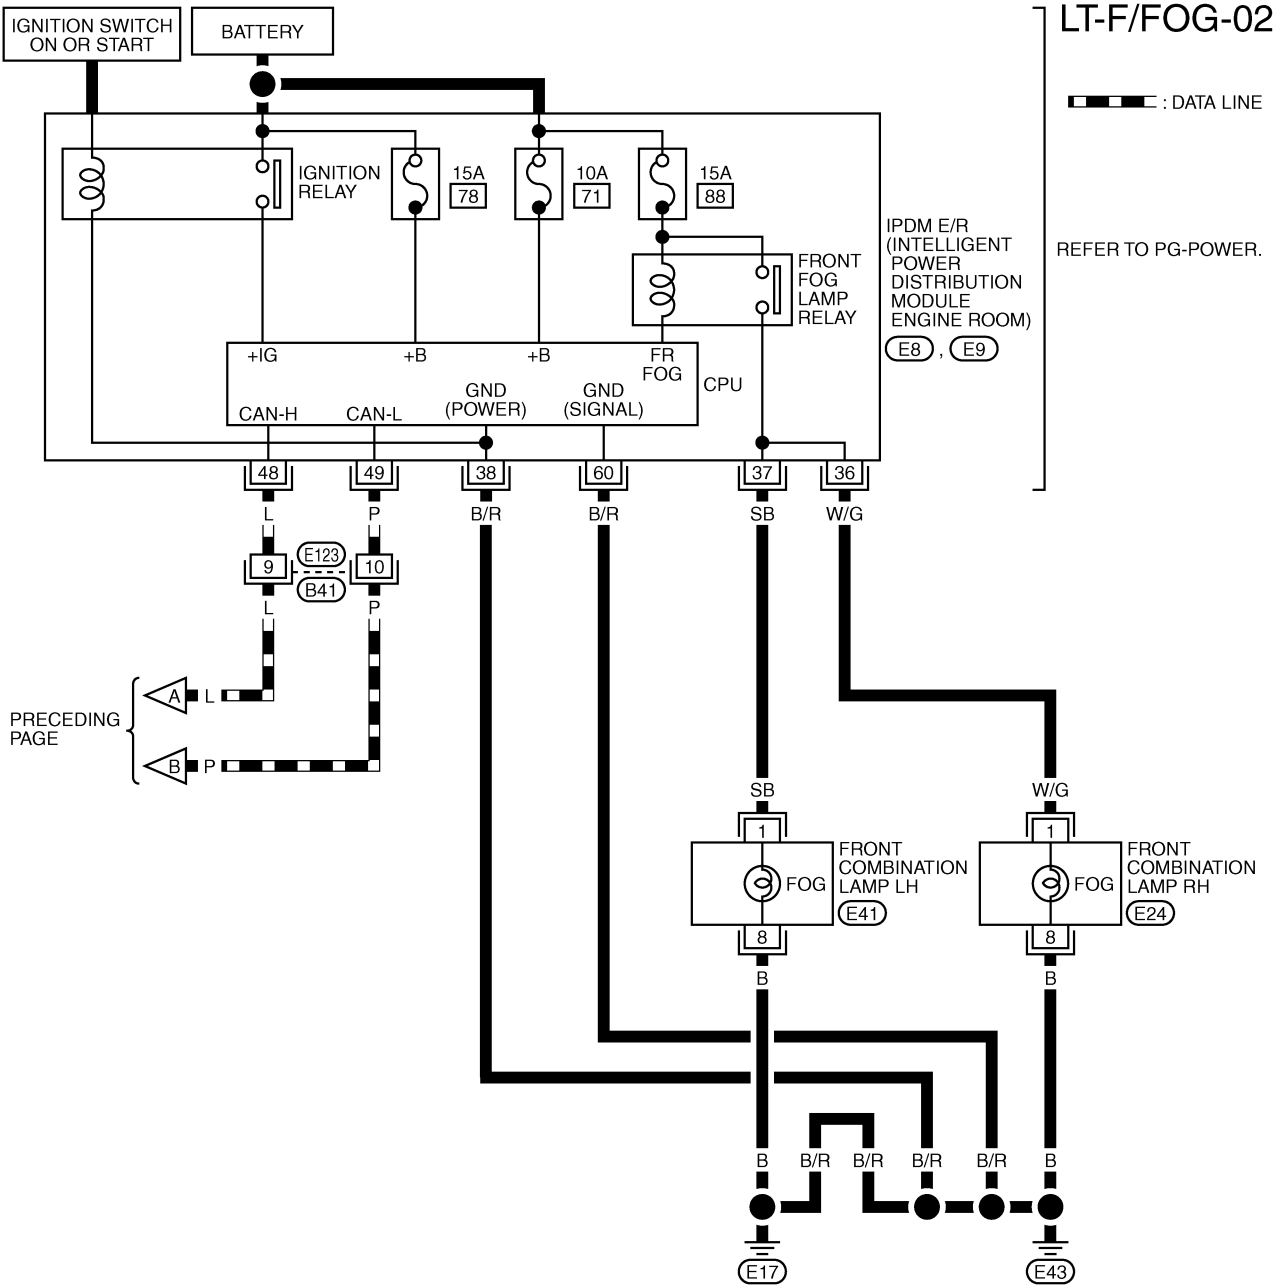 LT-F/FOG-02
IGNITION SWITCH
ON OR START
BATTERY
: DATA LINE
IGNITION
RELAY
15A
78
10A
71
15A
88
IPDM E/R
(INTELLIGENT
POWER
DISTRIBUTION
MODULE
ENGINE ROOM)
E8 , E9
REFER TO PG-POWER.
FRONT
FOG
LAMP
RELAY
+IG
+B
+B
FR
FOG
CPU
CAN-H
CAN-L
GND
(POWER)
GND
(SIGNAL)
48
49
38
60
37
36
L
P
B/R
B/R
SB
W/G
9
E123
B41
10
L
P
PRECEDING
PAGE
A
L
B
P
SB
W/G
1
FOG
8
FRONT
COMBINATION
LAMP LH
E41
1
FOG
8
FRONT
COMBINATION
LAMP RH
E24
B
B
B
B/R
B/R
B/R
B/R
B
E17
E43